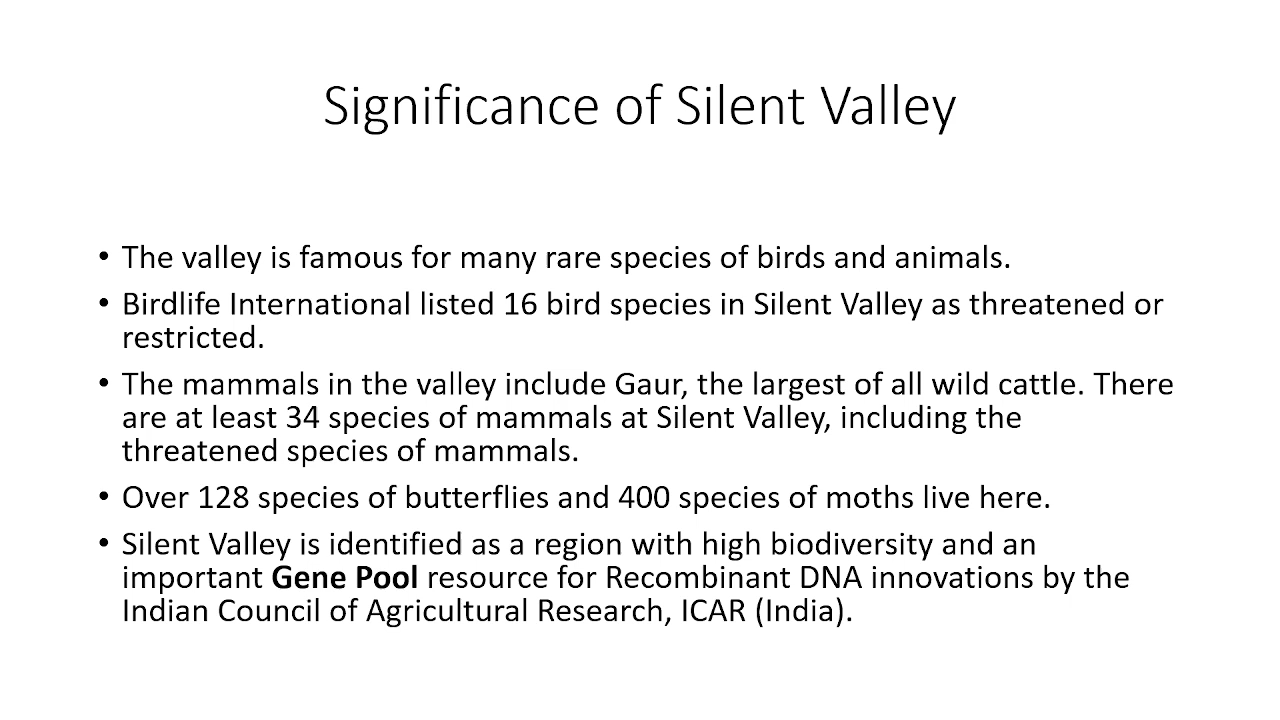 Significance of Silent Valley
• The valley is famous for many rare species of birds and animals.
• Birdlife International listed 16 bird species in Silent Valley as threatened or
restricted.
• The mammals in the valley include Gaur, the largest of all wild cattle. There
are at least 34 species of mammals at Silent Valley, including the
threatened species of mammals.
• Over 128 species of butterflies and 400 species of moths live here.
• Silent Valley is identified as a region with high biodiversity and an
important Gene Pool resource for Recombinant DNA innovations by the
Indian Council of Agricultural Research, ICAR (India).